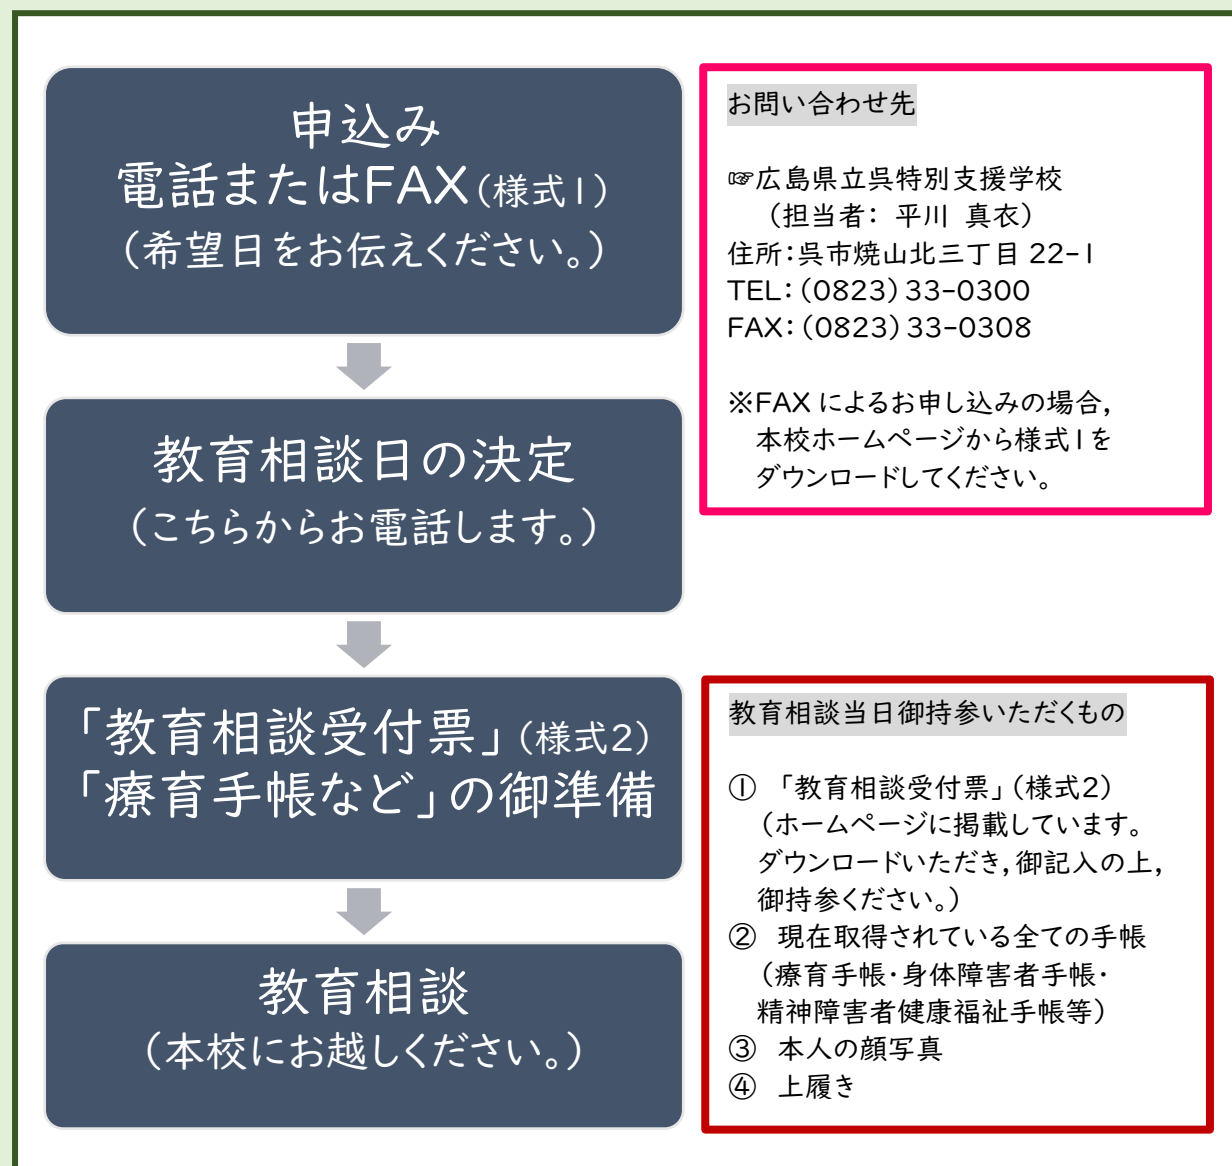 申込み
電話またはFAX(様式1)
(希望日をお伝えください。)
教育相談日の決定
(こちらからお電話します。)
「教育相談受付票」(様式2)
「療育手帳など」の御準備
教育相談
(本校にお越しください。)
お問い合わせ先
☞広島県立呉特別支援学校
(担当者: 平川 真衣)
住所:呉市焼山北三丁目22-1
TEL:(0823)33-0300
FAX:(0823)33-0308
※FAXによるお申し込みの場合,
本校ホームページから様式1を
ダウンロードしてください。
教育相談当日御持参いただくもの
① 「教育相談受付票」(様式2)
(ホームページに掲載しています。
ダウンロードいただき,御記入の上,
御持参ください。)
② 現在取得されている全ての手帳
(療育手帳・身体障害者手帳・
精神障害者健康福祉手帳等)
③ 本人の顔写真
④ 上履き